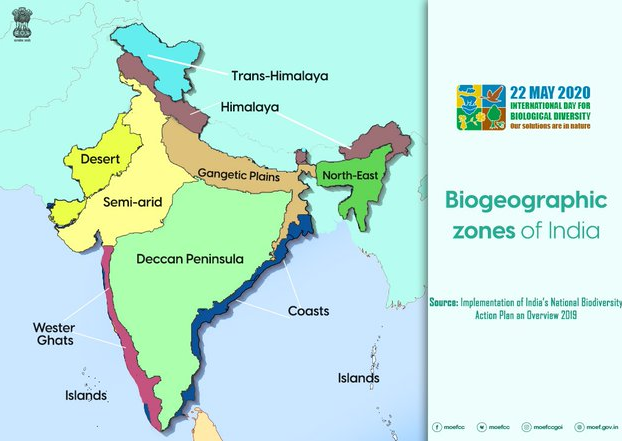 Trans-Himalaya
Himalaya
Desert
Gangetic Plains
North-East
Semi-arid
Deccan Peninsula
Coasts
Wester
Ghats
Islands
Islands
22 MAY 2020
INTERNATIONAL DAY FOR
BIOLOGICAL DIVERSITY
Our solutions are in nature
Biogeographic
zones of India
Source: Implementation of India's National Biodiversity
Action Plan an Overview 2019
moefcc
moefcc
moefccgoi
moef.gov.in